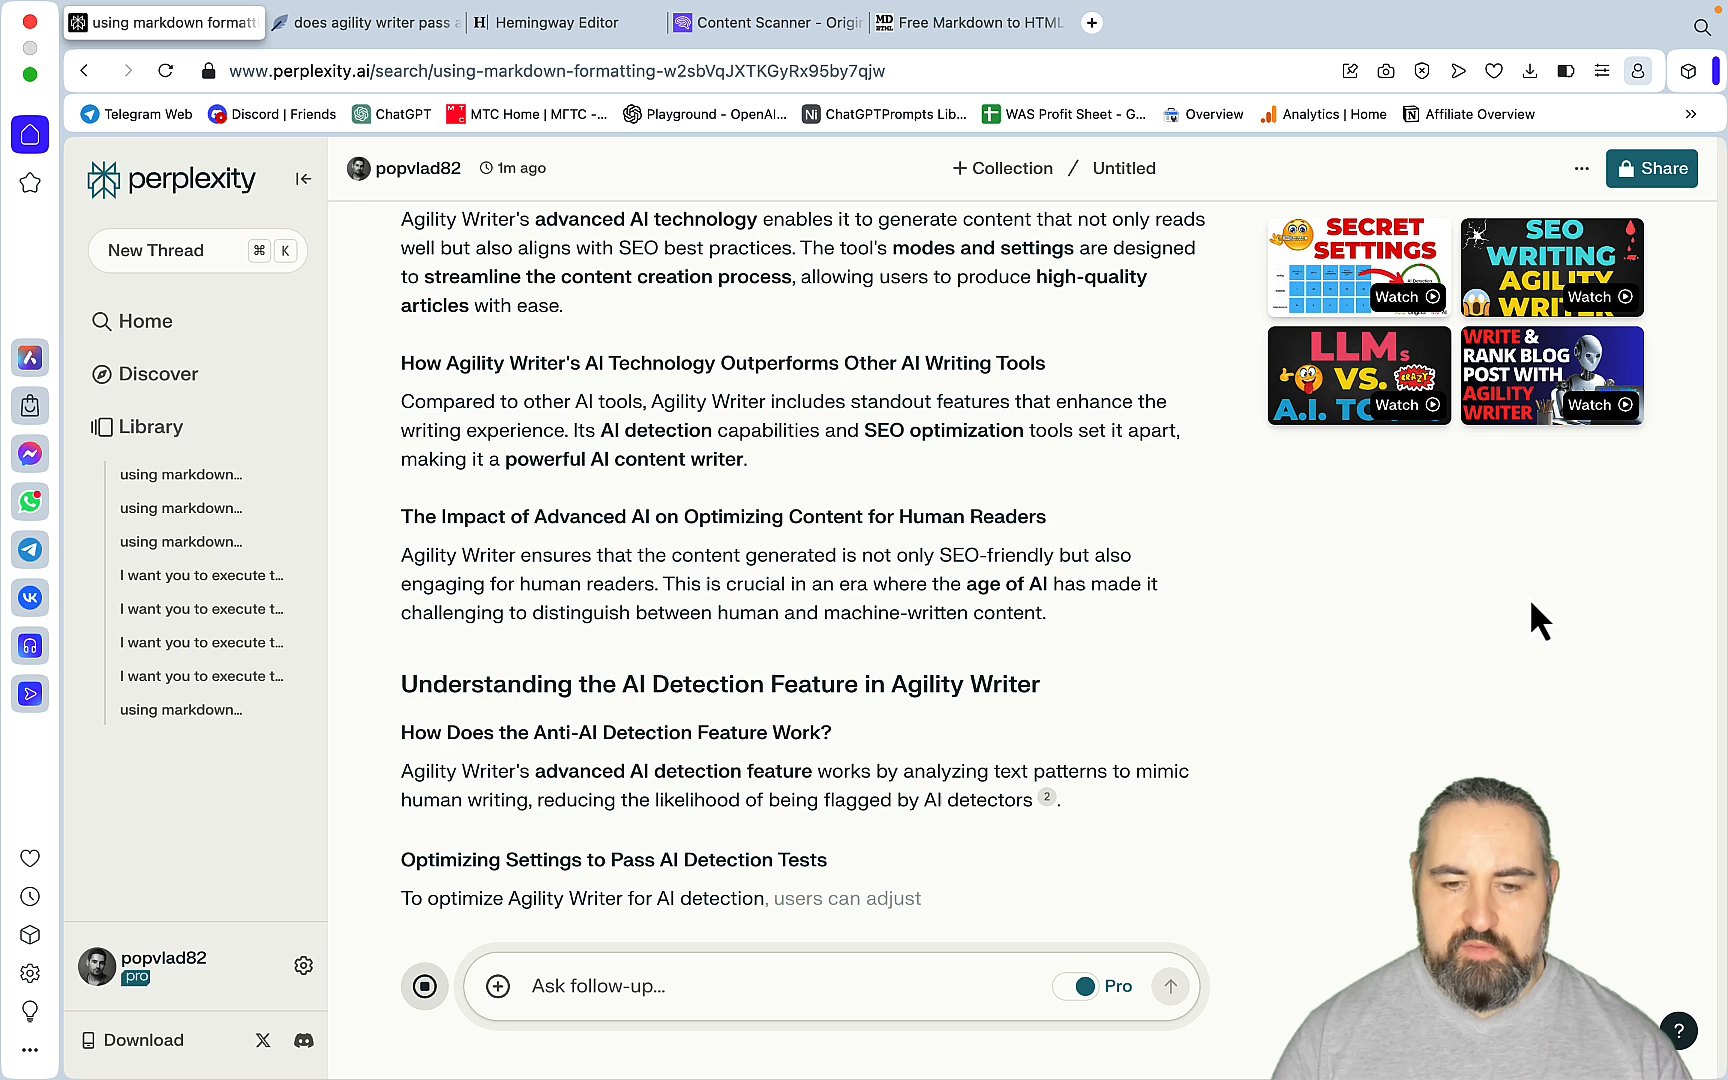 using markdown formatti
does agility writer pass a
Hemingway Editor
Content Scanner - Origin
MD HTML
Free Markdown to HTML
www.perplexity.ai/search/using-markdown-formatting-w2sbVqJXTKGyRx95by7qjw
Telegram Web
Discord | Friends
ChatGPT
МТС Home | МГТС -...
Playground - OpenAI...
Ni
ChatGPTPrompts Lib...
WAS Profit Sheet - G...
Overview
Analytics | Home
Affiliate Overview
perplexity
popvlad82
1m ago
+ Collection / Untitled
Share
New Thread
⌘ K
Home
Discover
Library
using markdown...
using markdown...
using markdown...
I want you to execute t...
I want you to execute t...
I want you to execute t...
I want you to execute t...
using markdown...
popvlad82
pro
Download
Agility Writer's advanced AI technology enables it to generate content that not only reads
well but also aligns with SEO best practices. The tool's modes and settings are designed
to streamline the content creation process, allowing users to produce high-quality
articles with ease.
How Agility Writer's AI Technology Outperforms Other AI Writing Tools
Compared to other AI tools, Agility Writer includes standout features that enhance the
writing experience. Its AI detection capabilities and SEO optimization tools set it apart,
making it a powerful AI content writer.
The Impact of Advanced AI on Optimizing Content for Human Readers
Agility Writer ensures that the content generated is not only SEO-friendly but also
engaging for human readers. This is crucial in an era where the age of AI has made it
challenging to distinguish between human and machine-written content.
Understanding the AI Detection Feature in Agility Writer
How Does the Anti-AI Detection Feature Work?
Agility Writer's advanced AI detection feature works by analyzing text patterns to mimic
human writing, reducing the likelihood of being flagged by AI detectors 2.
Optimizing Settings to Pass AI Detection Tests
To optimize Agility Writer for AI detection, users can adjust
Ask follow-up...
Pro
SECRET
SETTINGS
Watch
SEO
WRITING
AGILITY
WRITER
Watch
LLMs
VS.
CRAZY
A.I. TO
Watch
WRITE &
RANK BLOG
POST WITH
AGILITY
WRITER
Watch
?